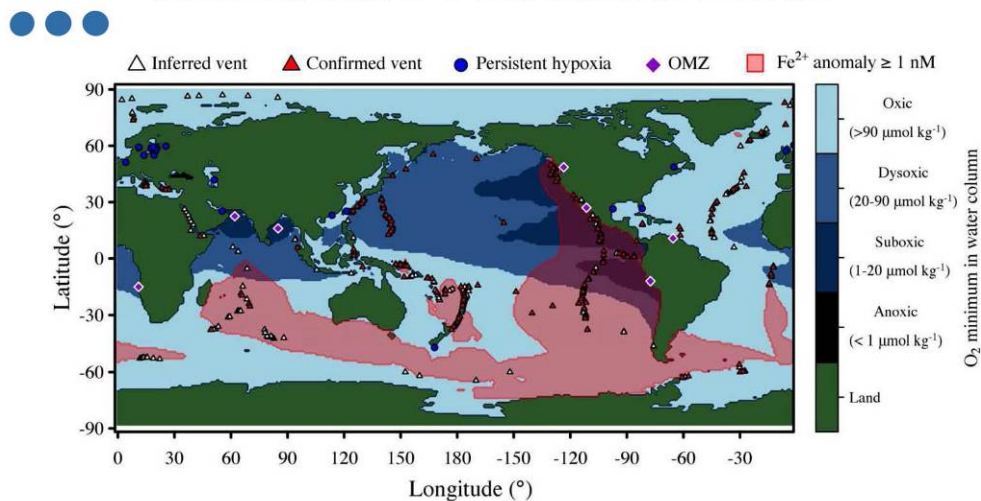 Inferred vent Confirmed vent Persistent hypoxia OMZ Fe²⁺ anomaly ≥ 1 nM
90
60
30
0
-30
-60
-90
Latitude (°)
0 30 60 90 120 150 180 -150 -120 -90 -60 -30
Longitude (°)
Oxic
(>90 μmol kg⁻¹)
Dysoxic
(20-90 μmol kg⁻¹)
Suboxic
(1-20 μmol kg⁻¹)
Anoxic
(< 1 μmol kg⁻¹)
Land
O₂ minimum in water column